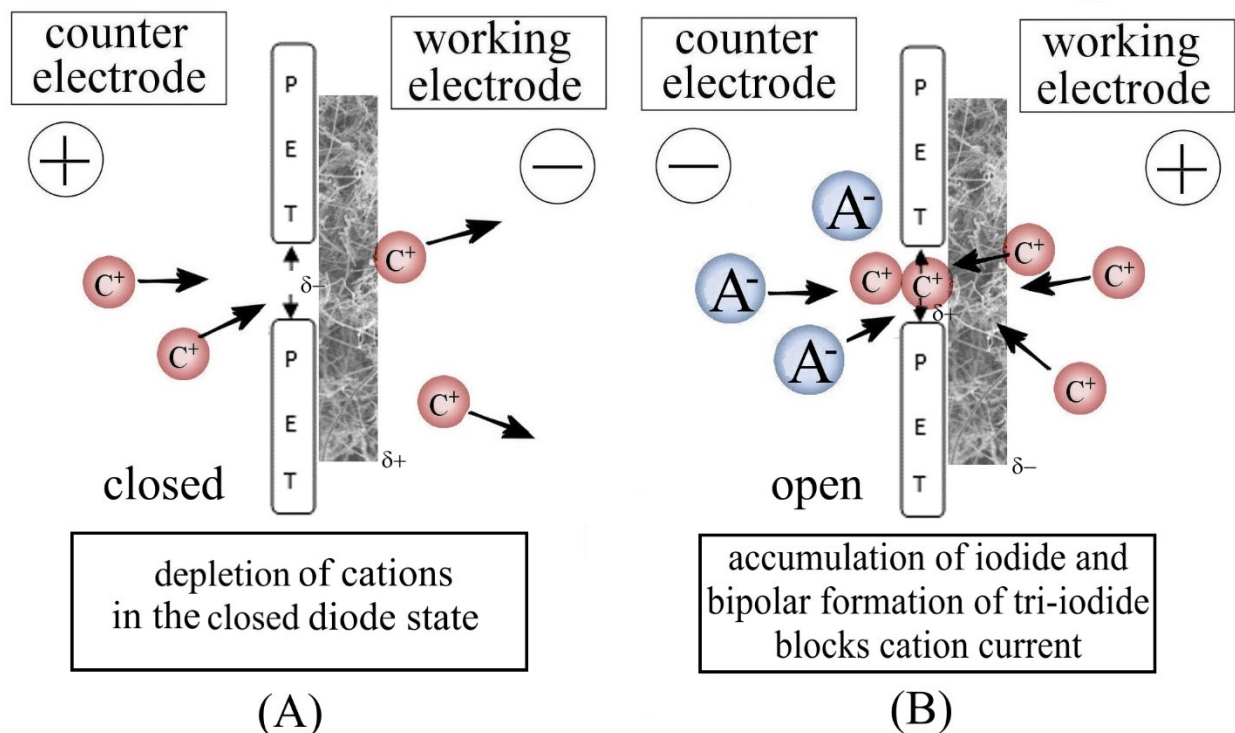 counter
electrode
working
electrode
+
−
P
E
T
C⁺
C⁺
δ−
C⁺
P
E
T
C⁺
δ+
closed
depletion of cations
in the closed diode state
(A)
counter
electrode
working
electrode
−
+
P
E
T
A⁻
C⁺
A⁻
C⁺
C⁺
C⁺
δ+
A⁻
P
E
T
C⁺
δ−
open
accumulation of iodide and
bipolar formation of tri-iodide
blocks cation current
(B)